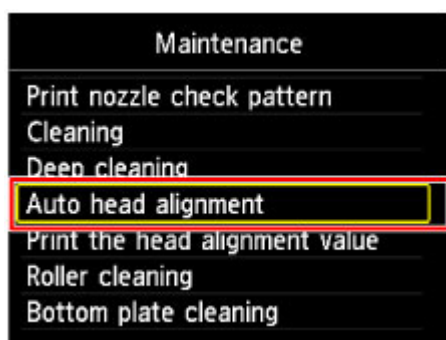 Maintenance
Print nozzle check pattern
Cleaning
Deep cleaning
Auto head alignment
Print the head alignment value
Roller cleaning
Bottom plate cleaning